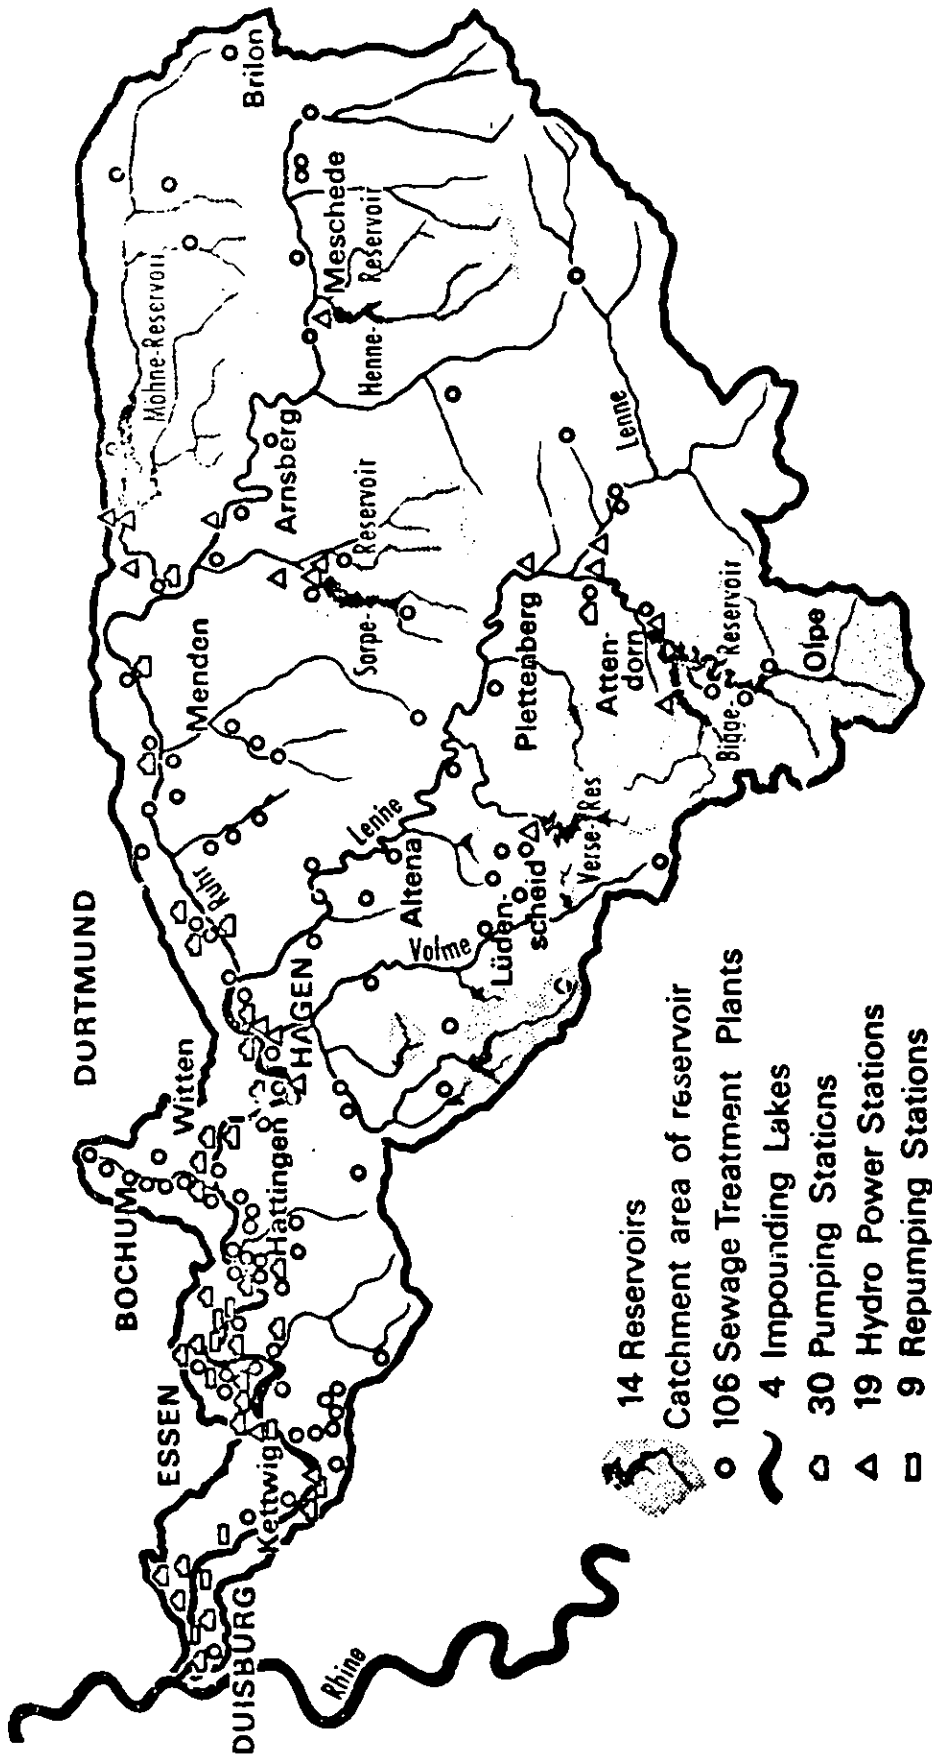 DURTMUND
BOCHUM
Witten
ESSEN
Hattingen
HAGEN
Kettwig
DUISBURG
Rhine
Ruhr
Menden
Möhne-Reservoir
Brilon
Arnsberg
Meschede
Henne-
Reservoir
Sorpe-
Reservoir
Lenne
Altena
Volme
Lüden-
scheid
Verse-Res
Plettenberg
Atten-
dorn
Bigge-
Reservoir
Olpe
Lenne
14 Reservoirs
Catchment area of reservoir
106 Sewage Treatment Plants
4 Impounding Lakes
30 Pumping Stations
19 Hydro Power Stations
9 Repumping Stations